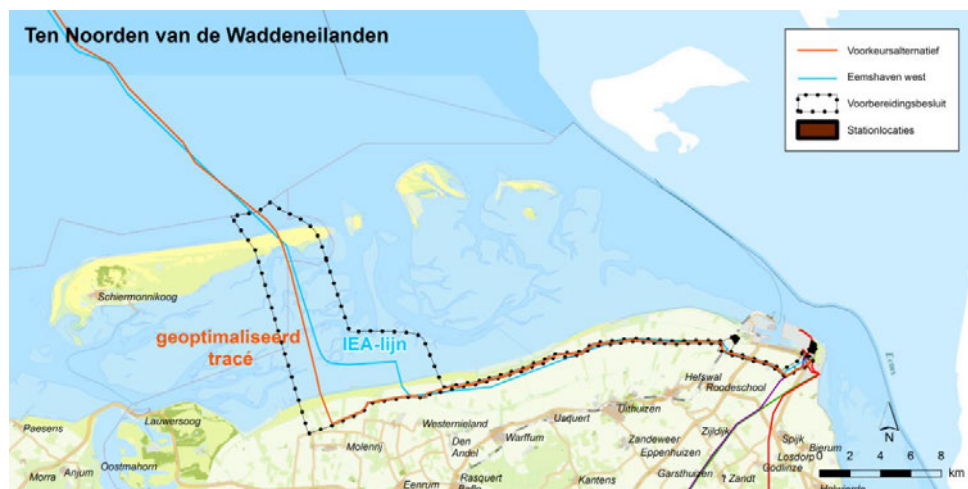 Ten Noorden van de Waddeneilanden
Voorkeursalternatief
Eemshaven west
Voorbereidingsbesluit
Stationlocaties
Schiermonnikoog
geoptimaliseerd
tracé
IEA-lijn
Eems
Hefswal
Roodeschool
Lauwersoog
Paesens
Westernieland
Usquert
Uithuizen
Molenrij
Den
Andel
Warffum
Zandeweer
Zijldijk
Spijk
Bierum
N
Oostmahorn
Eppenhuizen
Losdorp
Morra
Anjum
Rasquert
Garsthuizen
't Zandt
Godlinze
0 2 4 6 8
km
Eenrum
Kantens